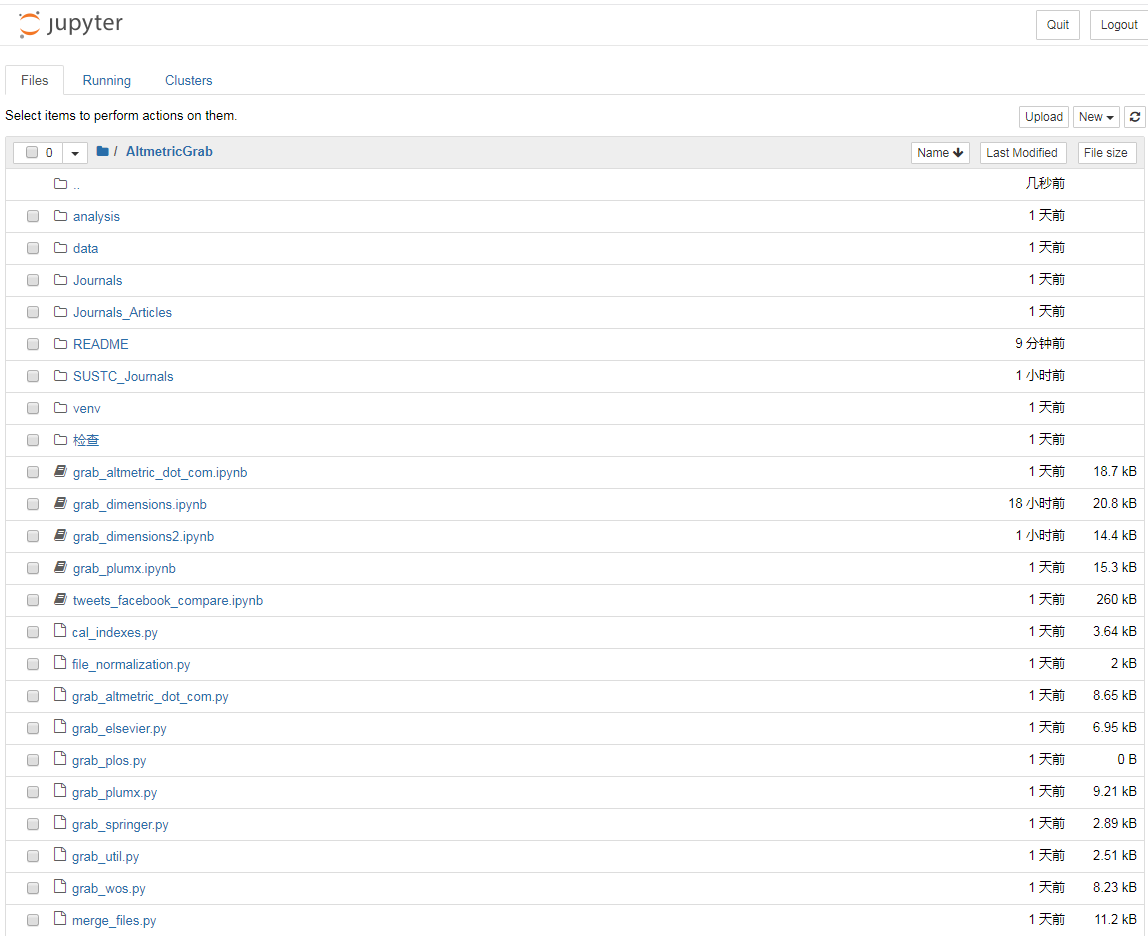 jupyter Quit Logout
Files Running Clusters
Select items to perform actions on them. Upload New
0 / AltmetricGrab Name Last Modified File size
.. 几秒前
analysis 1 天前
data 1 天前
Journals 1 天前
Journals_Articles 1 天前
README 9 分钟前
SUSTC_Journals 1 小时前
venv 1 天前
检查 1 天前
grab_altmetric_dot_com.ipynb 1 天前 18.7 kB
grab_dimensions.ipynb 18 小时前 20.8 kB
grab_dimensions2.ipynb 1 小时前 14.4 kB
grab_plumx.ipynb 1 天前 15.3 kB
tweets_facebook_compare.ipynb 1 天前 260 kB
cal_indexes.py 1 天前 3.64 kB
file_normalization.py 1 天前 2 kB
grab_altmetric_dot_com.py 1 天前 8.65 kB
grab_elsevier.py 1 天前 6.95 kB
grab_plos.py 1 天前 0 B
grab_plumx.py 1 天前 9.21 kB
grab_springer.py 1 天前 2.89 kB
grab_util.py 1 天前 2.51 kB
grab_wos.py 1 天前 8.23 kB
merge_files.py 1 天前 11.2 kB